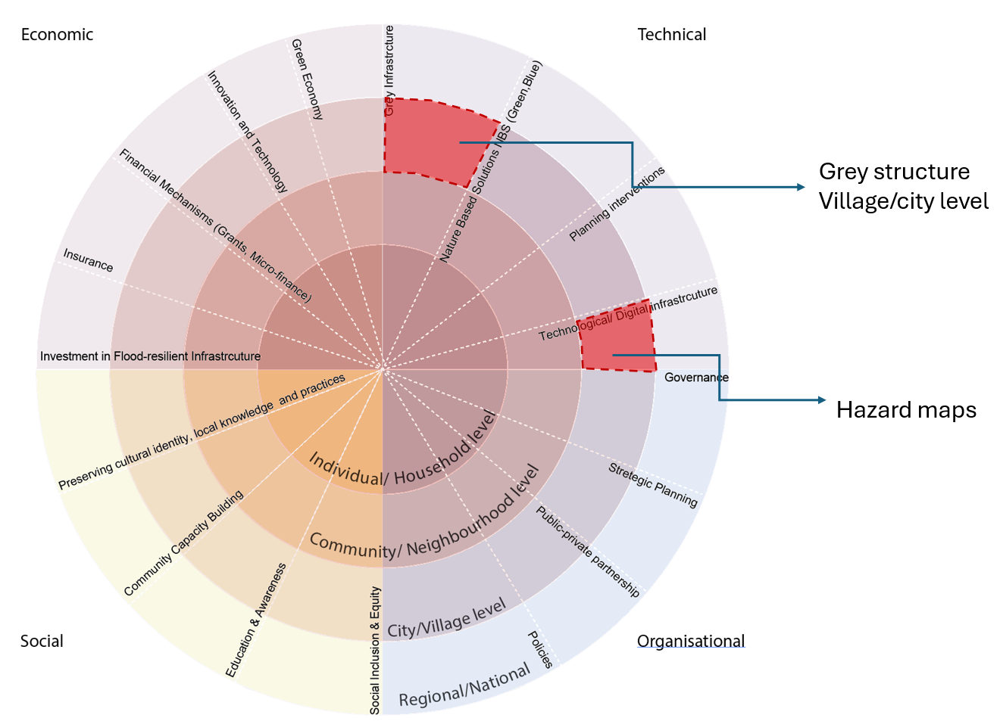 Economic
Technical
Grey Infrastrcture
Green Economy
Innovation and Technology
Nature Based Solutions NBS (Green,Blue)
Financial Mechanisms (Grants, Micro-finance)
Planning interventions
Grey structure
Village/city level
Insurance
Technological/ Digital infrastrcuture
Investment in Flood-resilient Infrastrcuture
Governance
Hazard maps
Preserving cultural identity, local knowledge and practices
Individual/ Household level
Stretegic Planning
Community Capacity Building
Community/ Neighbourhood level
Public-private partnership
Education & Awareness
Social Inclusion & Equity
City/Village level
Policies
Social
Organisational
Regional/National